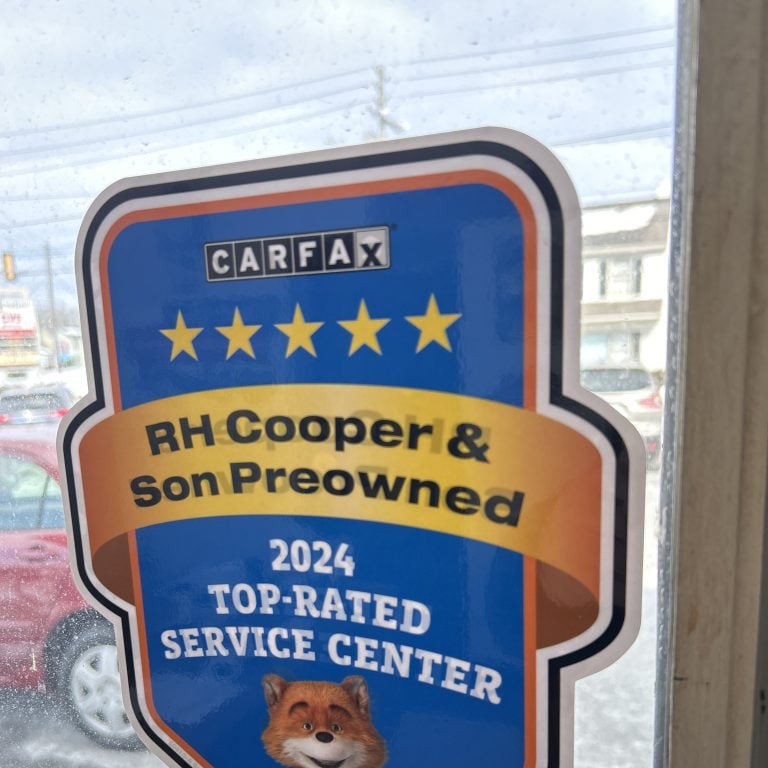 CARFAX
RH Cooper &
Son Preowned
2024
TOP-RATED
SERVICE CENTER